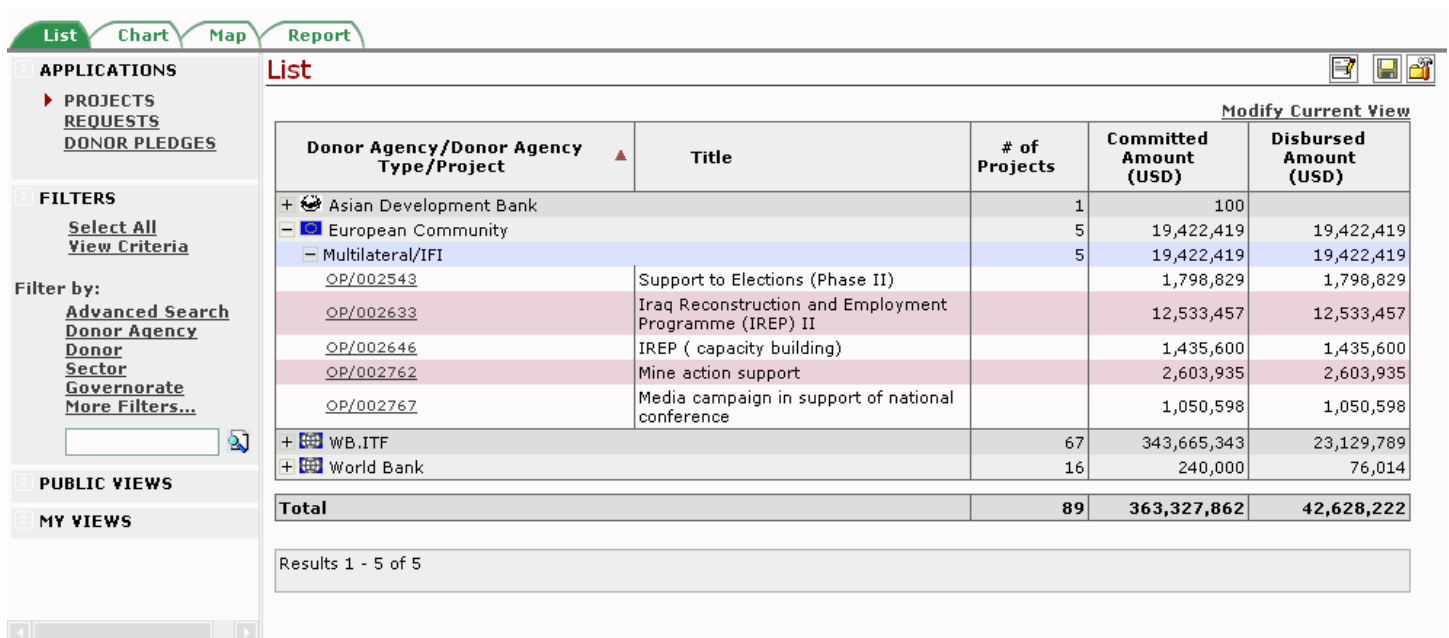 List Chart Map Report
APPLICATIONS
PROJECTS
REQUESTS
DONOR PLEDGES
FILTERS
Select All
View Criteria
Filter by:
Advanced Search
Donor Agency
Donor
Sector
Governorate
More Filters...
PUBLIC VIEWS
MY VIEWS
List
Modify Current View
Donor Agency/Donor Agency
Type/Project
Title
# of
Projects
Committed
Amount
(USD)
Disbursed
Amount
(USD)
Asian Development Bank 1 100
European Community 5 19,422,419 19,422,419
Multilateral/IFI 5 19,422,419 19,422,419
OP/002543 Support to Elections (Phase II) 1,798,829 1,798,829
OP/002633 Iraq Reconstruction and Employment
Programme (IREP) II 12,533,457 12,533,457
OP/002646 IREP ( capacity building) 1,435,600 1,435,600
OP/002762 Mine action support 2,603,935 2,603,935
OP/002767 Media campaign in support of national
conference 1,050,598 1,050,598
WB.ITF 67 343,665,343 23,129,789
World Bank 16 240,000 76,014
Total 89 363,327,862 42,628,222
Results 1 - 5 of 5